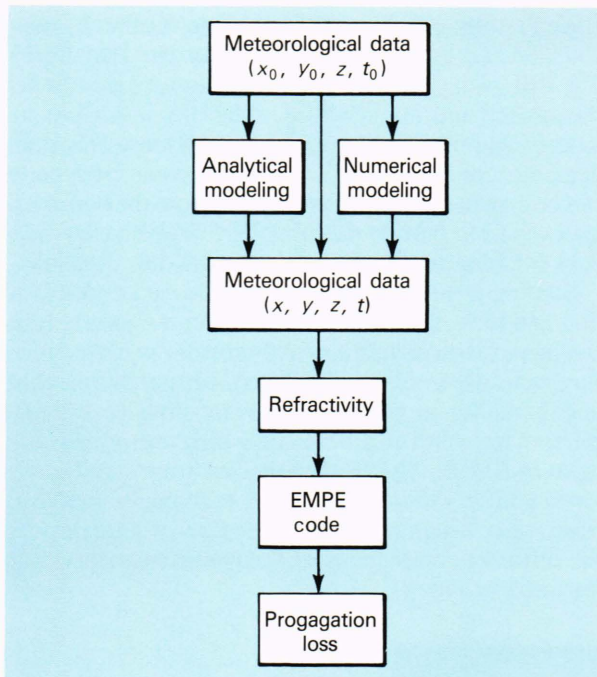 Meteorological data
(x₀, y₀, z, t₀)
Analytical
modeling
Numerical
modeling
Meteorological data
(x, y, z, t)
Refractivity
EMPE
code
Progagation
loss